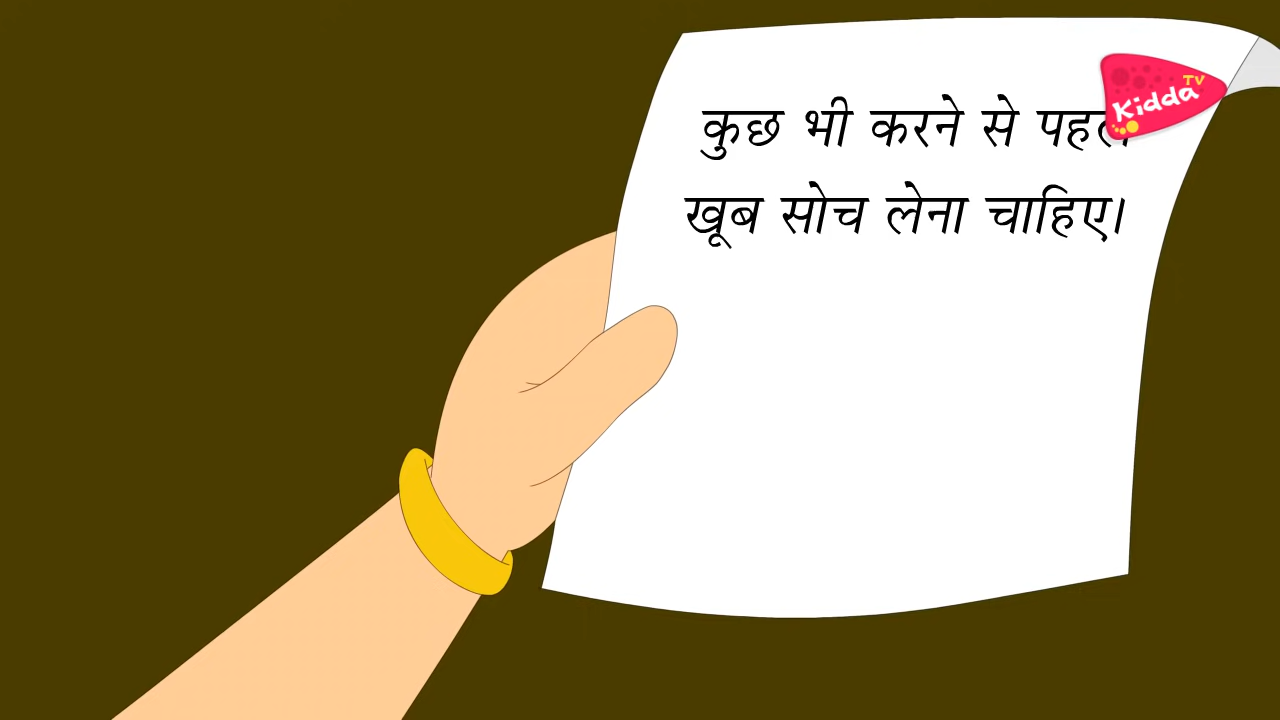 कुछ भी करने से
खूब सोच लेना चाहिए।
Kidda TV